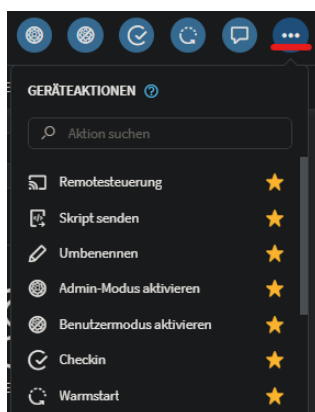 GERÄTEAKTIONEN
Aktion suchen
Remotesteuerung
Skript senden
Umbenennen
Admin-Modus aktivieren
Benutzermodus aktivieren
Checkin
Warmstart